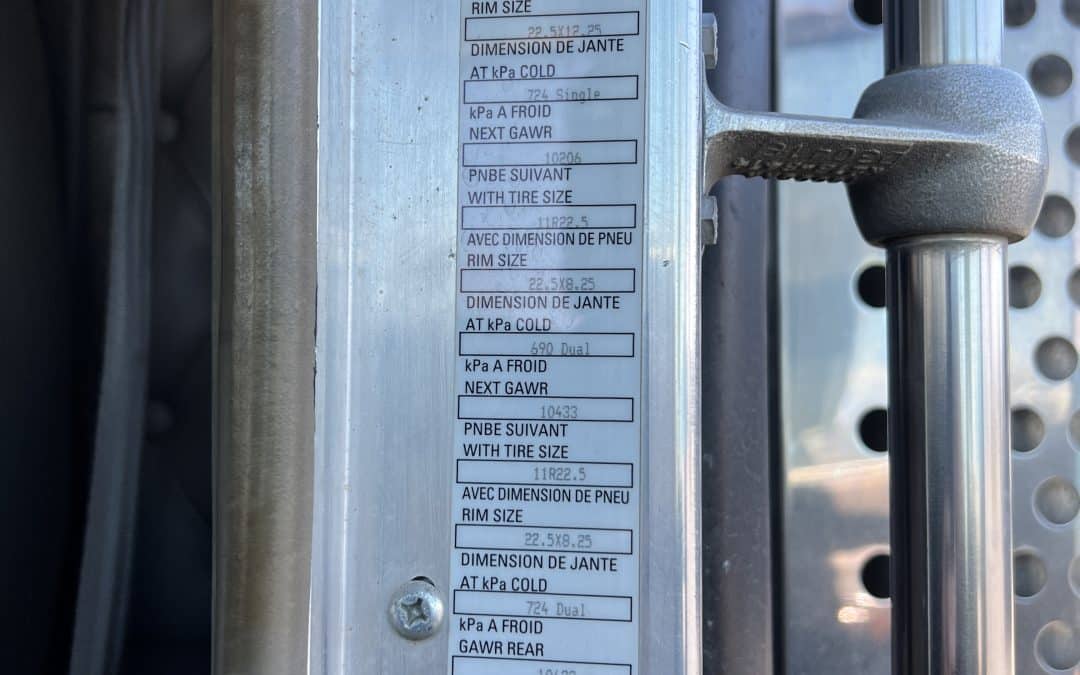 RIM SIZE
22.5X12.25
DIMENSION DE JANTE
AT kPa COLD
724 Single
kPa A FROID
NEXT GAWR
10206
PNBE SUIVANT
WITH TIRE SIZE
11R22.5
AVEC DIMENSION DE PNEU
RIM SIZE
22.5X8.25
DIMENSION DE JANTE
AT kPa COLD
690 Dual
kPa A FROID
NEXT GAWR
10433
PNBE SUIVANT
WITH TIRE SIZE
11R22.5
AVEC DIMENSION DE PNEU
RIM SIZE
22.5X8.25
DIMENSION DE JANTE
AT kPa COLD
724 Dual
kPa A FROID
GAWR REAR